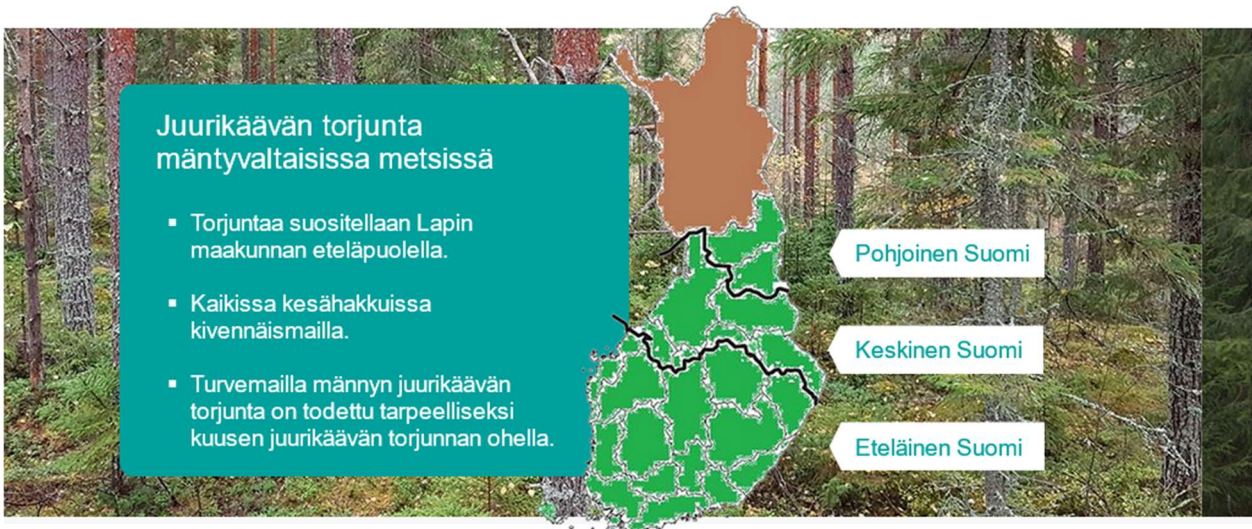 Juurikäävän torjunta
mäntyvaltaisissa metsissä
▪ Torjuntaa suositellaan Lapin
maakunnan eteläpuolella.
▪ Kaikissa kesähakkuissa
kivennäismailla.
▪ Turvemailla männyn juurikäävän
torjunta on todettu tarpeelliseksi
kuusen juurikäävän torjunnan ohella.
Pohjoinen Suomi
Keskinen Suomi
Eteläinen Suomi